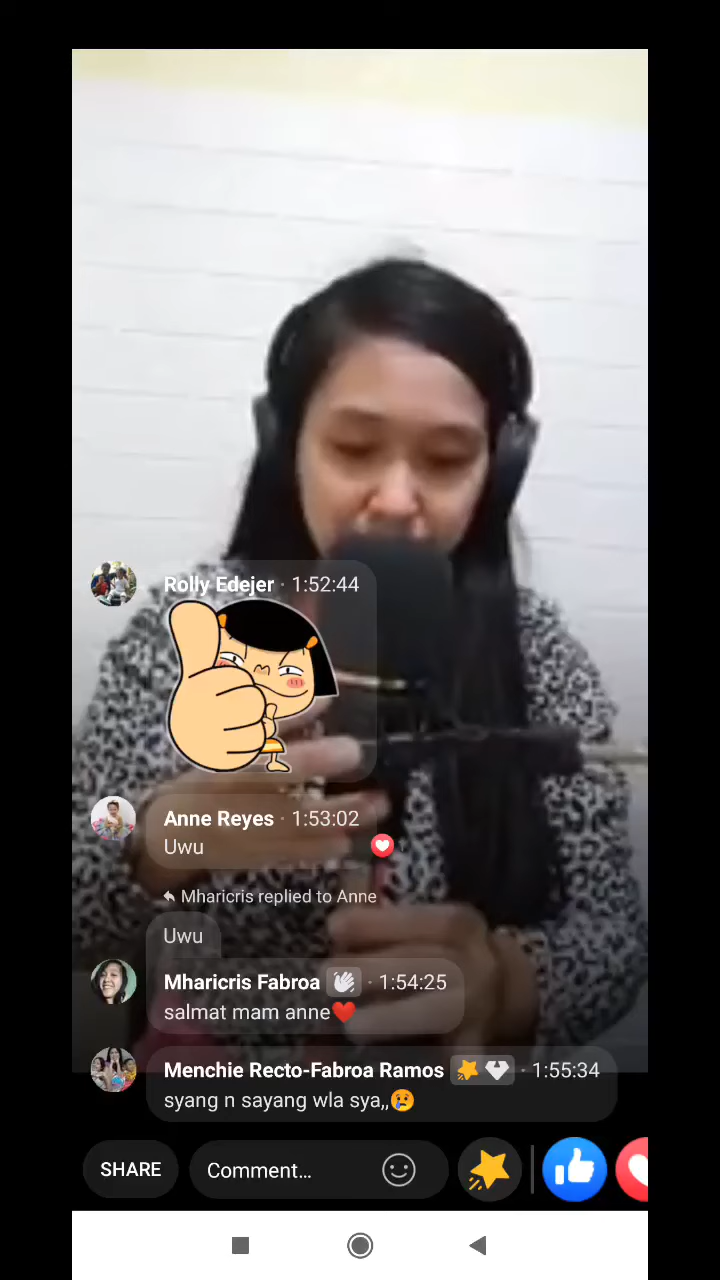 Rolly Edejer · 1:52:44
Anne Reyes · 1:53:02
Uwu
Mharicris replied to Anne
Uwu
Mharicris Fabroa · 1:54:25
salmat mam anne❤️
Menchie Recto-Fabroa Ramos · 1:55:34
syang n sayang wla sya,,😢
SHARE
Comment...